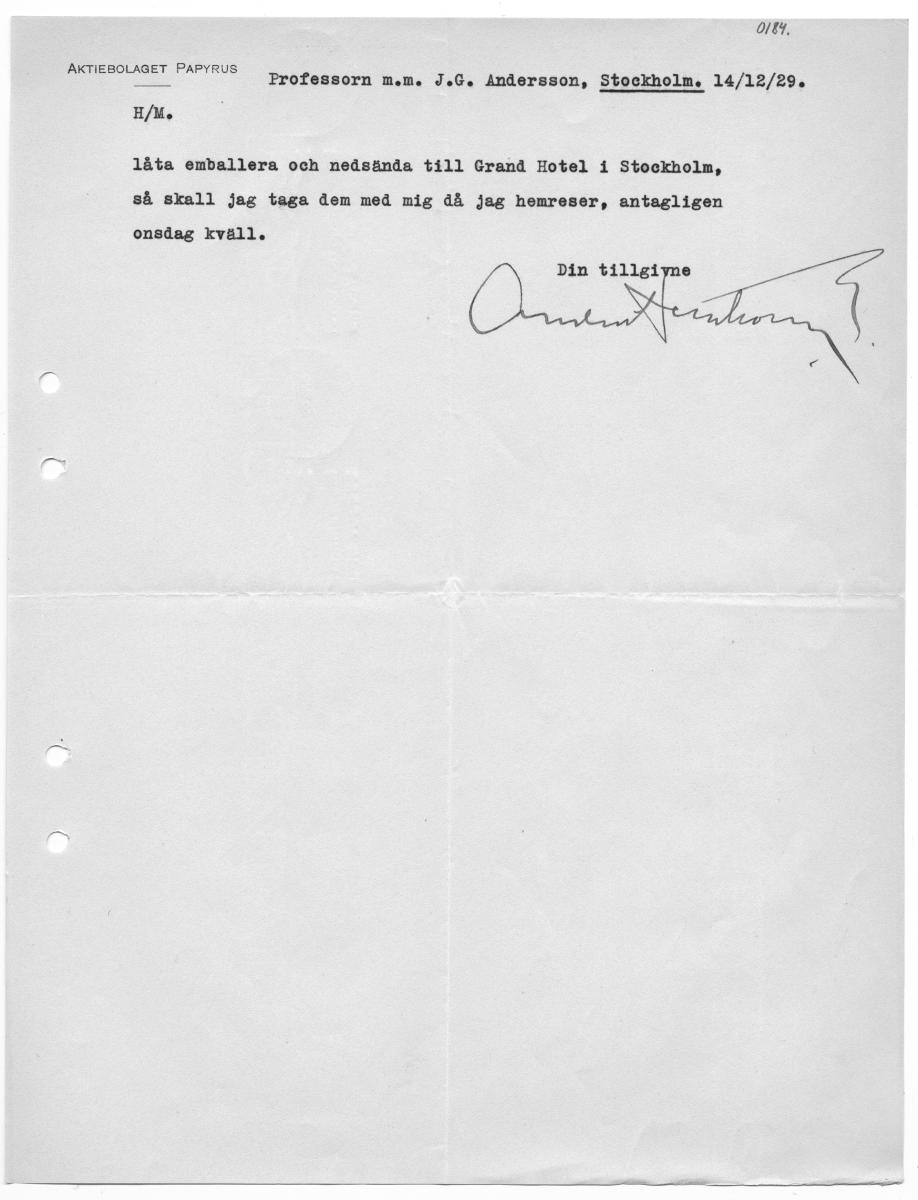 0184.
AKTIEBOLAGET PAPYRUS
Professorn m.m. J.G. Andersson, Stockholm. 14/12/29.
H/M.
låta emballera och nedsända till Grand Hotel i Stockholm,
så skall jag taga dem med mig då jag hemreser, antagligen
onsdag kväll.
Din tillgivne